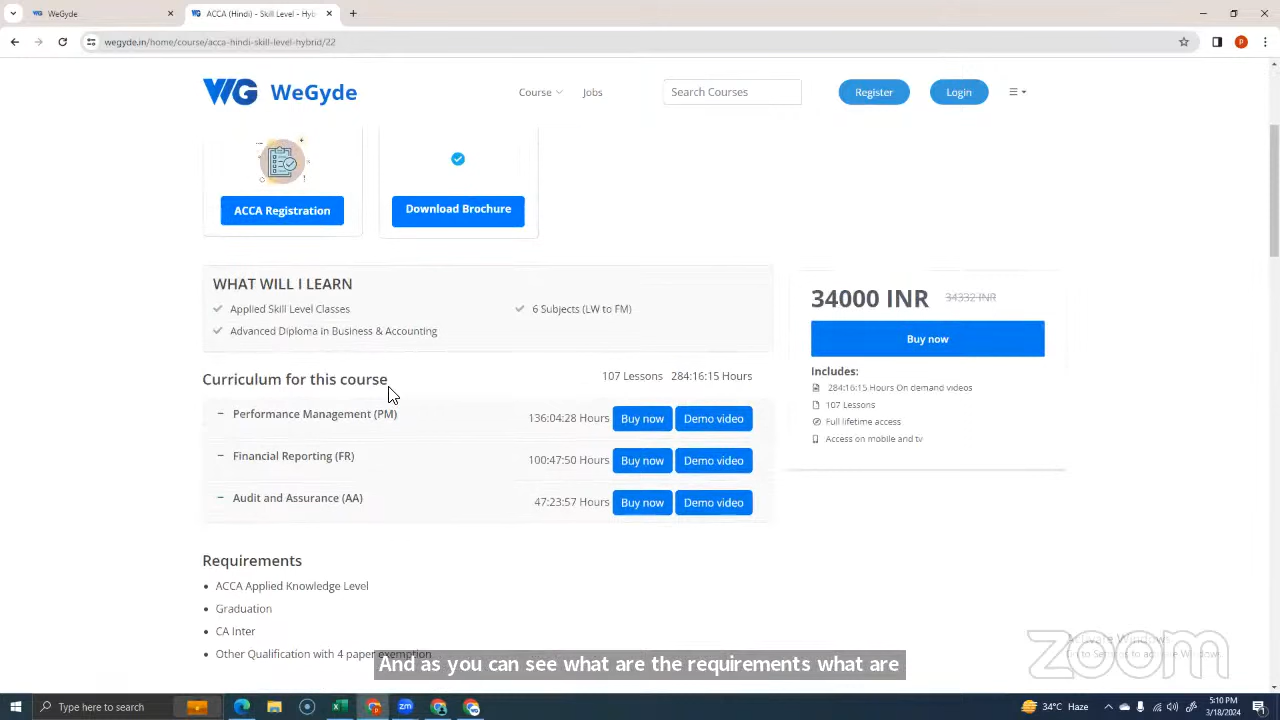 ACCA (Hindi) - Skill Level - Hyb
wegyde.in/home/course/acca-hindi-skill-level-hybrid/22
WG WeGyde
Course
Jobs
Search Courses
Register
Login
ACCA Registration
Download Brochure
WHAT WILL I LEARN
Applied Skill Level Classes
6 Subjects (LW to FM)
Advanced Diploma in Business & Accounting
34000 INR 34332 INR
Buy now
Includes:
284:16:15 Hours On demand videos
107 Lessons
Full lifetime access
Access on mobile and tv
Curriculum for this course
107 Lessons 284:16:15 Hours
Performance Management (PM) 136:04:28 Hours Buy now Demo video
Financial Reporting (FR) 100:47:50 Hours Buy now Demo video
Audit and Assurance (AA) 47:23:57 Hours Buy now Demo video
Requirements
ACCA Applied Knowledge Level
Graduation
CA Inter
Other Qualification with 4 paper exemption
And as you can see what are the requirements what are
Activate Windows
zoom
Type here to search
34°C Haze
5:10 PM
3/18/2024